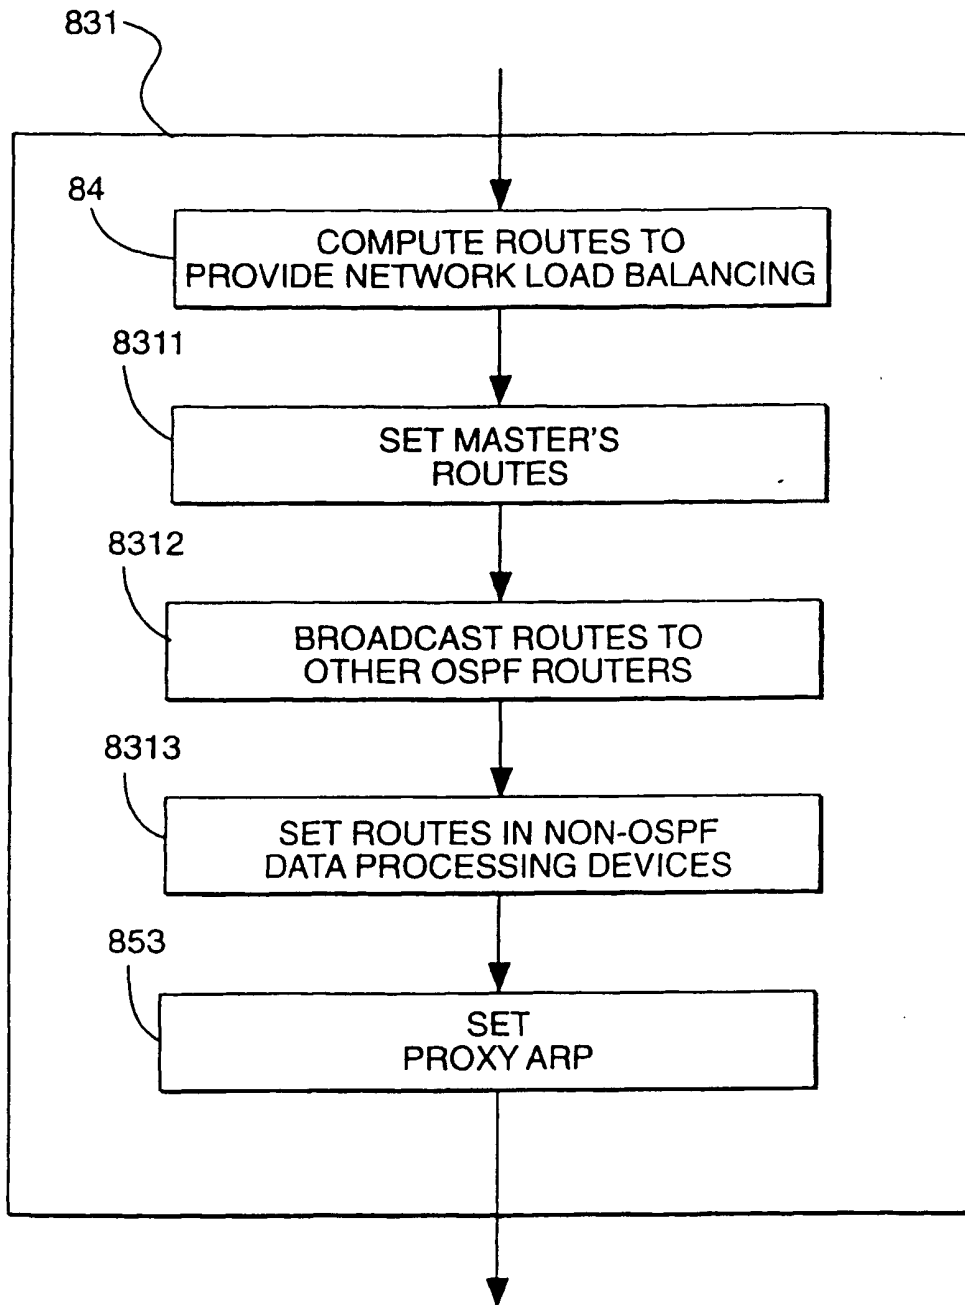 831
84
COMPUTE ROUTES TO
PROVIDE NETWORK LOAD BALANCING
8311
SET MASTER'S
ROUTES
8312
BROADCAST ROUTES TO
OTHER OSPF ROUTERS
8313
SET ROUTES IN NON-OSPF
DATA PROCESSING DEVICES
853
SET
PROXY ARP